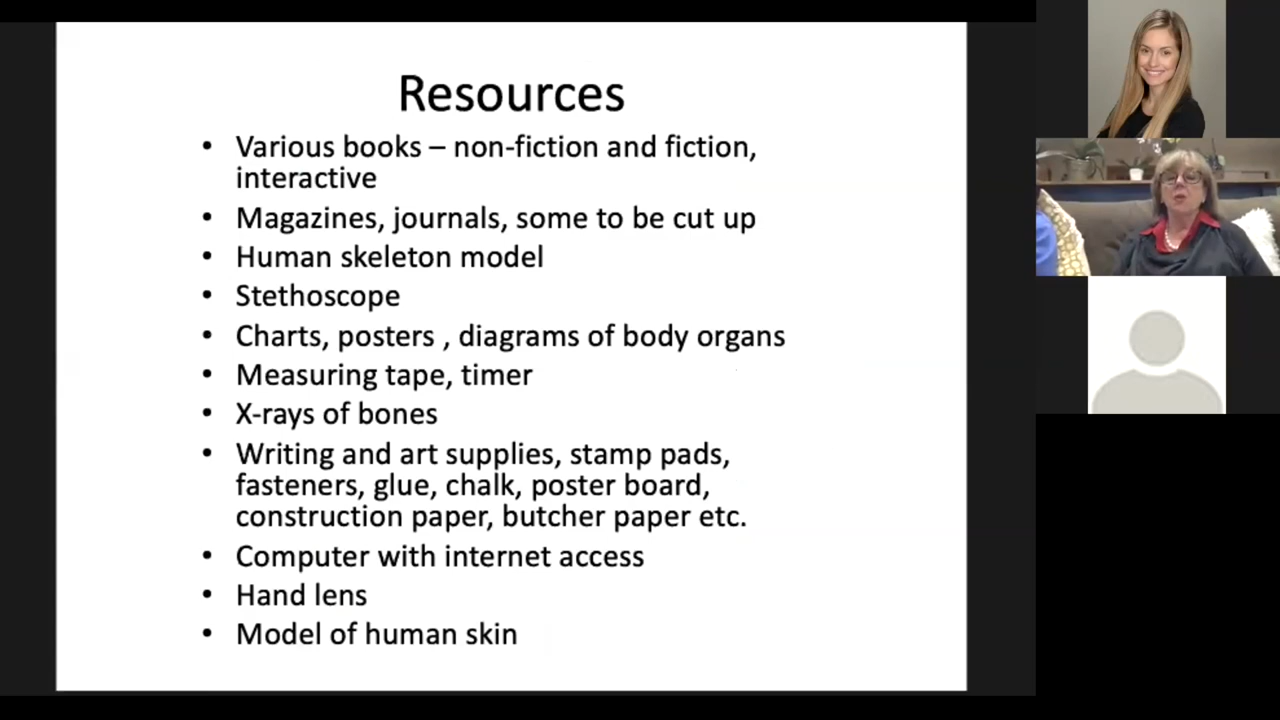 Resources
• Various books – non-fiction and fiction,
interactive
• Magazines, journals, some to be cut up
• Human skeleton model
• Stethoscope
• Charts, posters , diagrams of body organs
• Measuring tape, timer
• X-rays of bones
• Writing and art supplies, stamp pads,
fasteners, glue, chalk, poster board,
construction paper, butcher paper etc.
• Computer with internet access
• Hand lens
• Model of human skin